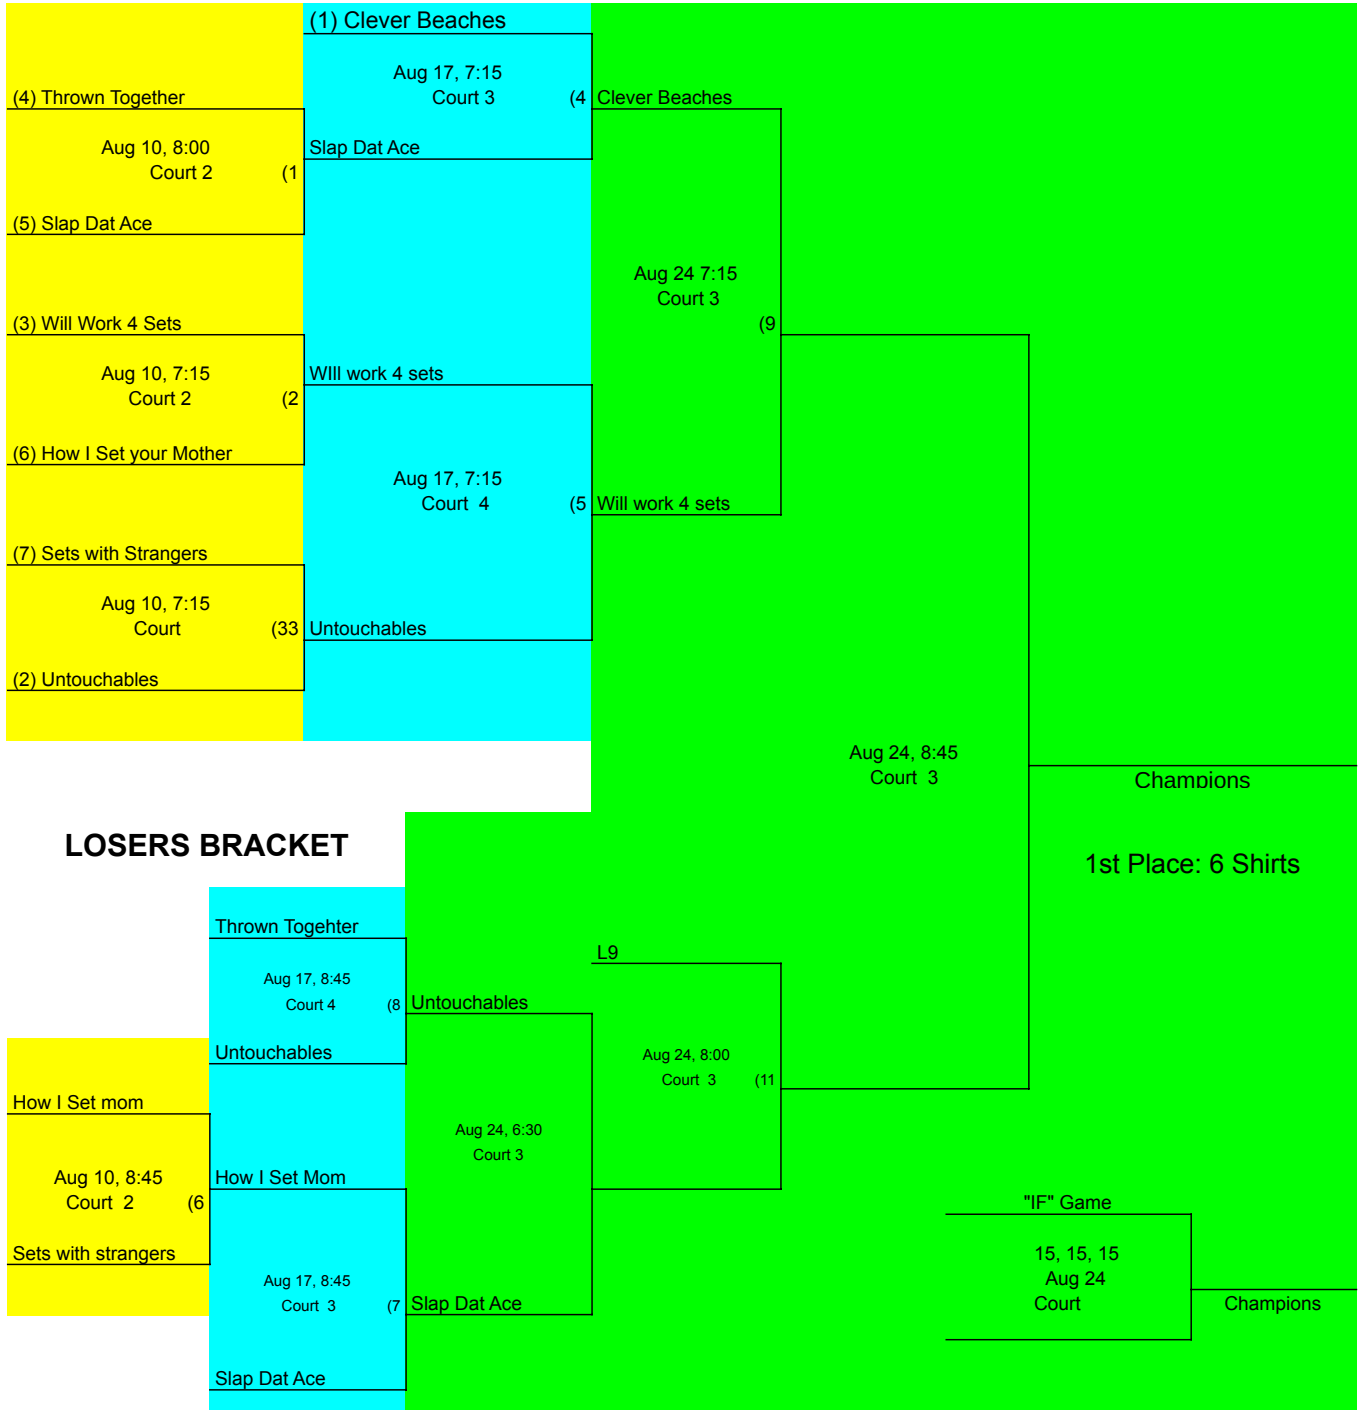 (1) Clever Beaches
Aug 17, 7:15
Court 3 (4
(4) Thrown Together
Clever Beaches
Aug 10, 8:00
Court 2 (1
Slap Dat Ace
(5) Slap Dat Ace
Aug 24 7:15
Court 3
(9
(3) Will Work 4 Sets
Aug 10, 7:15
Court 2 (2
WIll work 4 sets
(6) How I Set your Mother
Aug 17, 7:15
Court 4 (5
Will work 4 sets
(7) Sets with Strangers
Aug 10, 7:15
Court (33
Untouchables
(2) Untouchables
Aug 24, 8:45
Court 3
Champions
LOSERS BRACKET
1st Place: 6 Shirts
Thrown Togehter
L9
Aug 17, 8:45
Court 4 (8
Untouchables
Untouchables
Aug 24, 8:00
Court 3 (11
How I Set mom
Aug 24, 6:30
Court 3
Aug 10, 8:45
Court 2 (6
How I Set Mom
"IF" Game
Sets with strangers
15, 15, 15
Aug 24
Court
Aug 17, 8:45
Court 3 (7
Slap Dat Ace
Champions
Slap Dat Ace